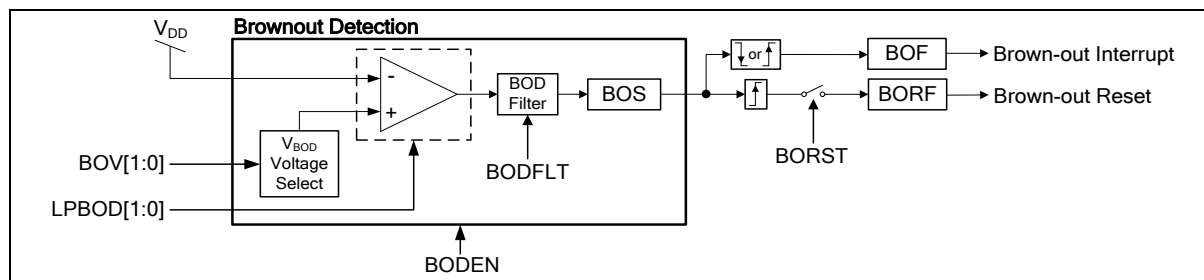 Brownout Detection
VDD
-
+
BOD
Filter
BOS
or
BOF
Brown-out Interrupt
BORF
Brown-out Reset
BORST
BODFLT
VBOD
Voltage
Select
BOV[1:0]
LPBOD[1:0]
BODEN